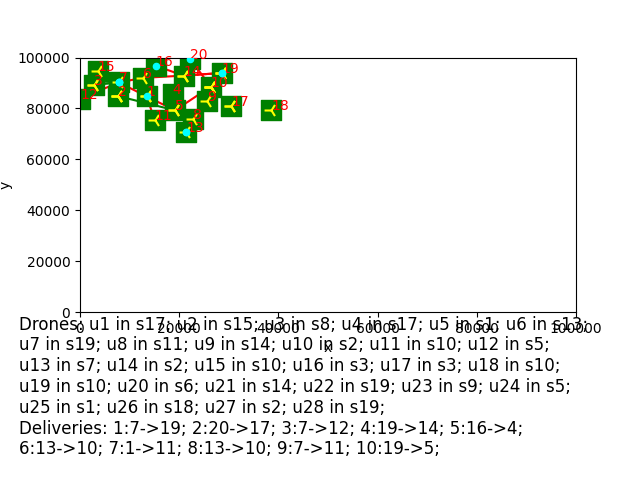 20
16
15
19
17
18
100000
80000
60000
40000
20000
0
y
0 20000 40000 60000 80000 100000
x
Drones: u1 in s17; u2 in s15; u3 in s8; u4 in s17; u5 in s1; u6 in s13;
u7 in s19; u8 in s11; u9 in s14; u10 in s2; u11 in s10; u12 in s5;
u13 in s7; u14 in s2; u15 in s10; u16 in s3; u17 in s3; u18 in s10;
u19 in s10; u20 in s6; u21 in s14; u22 in s19; u23 in s9; u24 in s5;
u25 in s1; u26 in s18; u27 in s2; u28 in s19;
Deliveries: 1:7->19; 2:20->17; 3:7->12; 4:19->14; 5:16->4;
6:13->10; 7:1->11; 8:13->10; 9:7->11; 10:19->5;